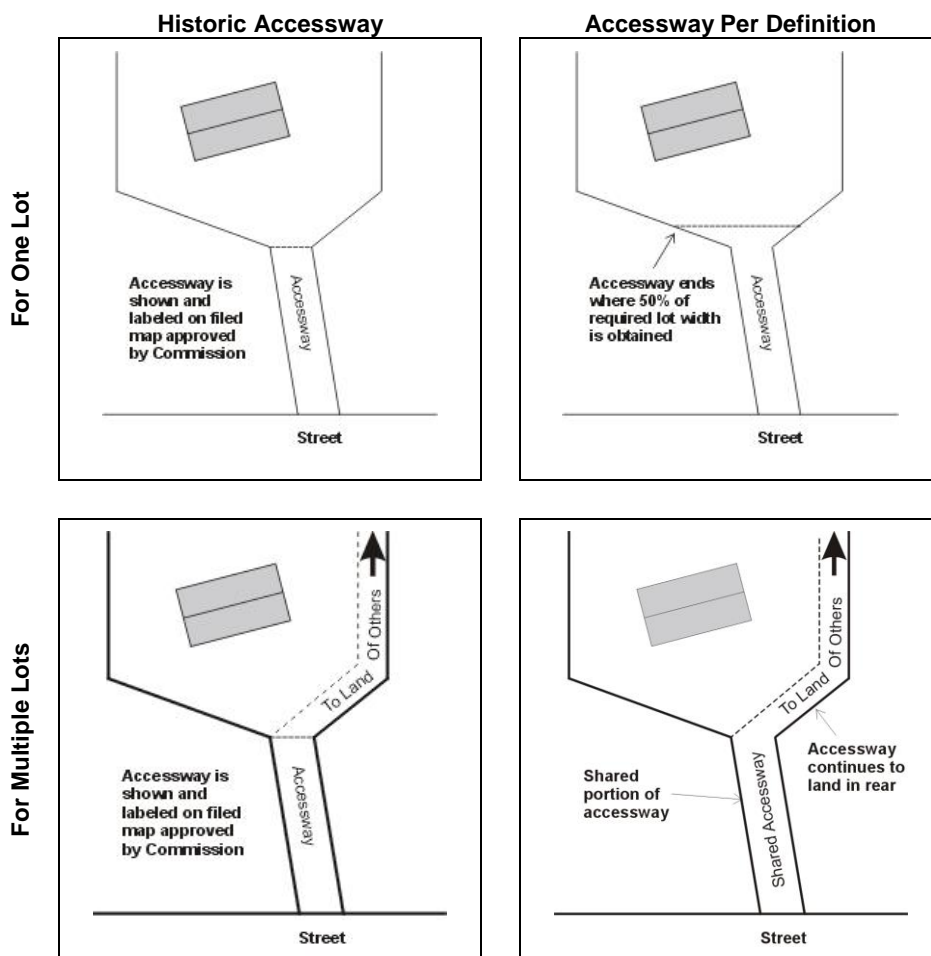 Historic Accessway
Accessway Per Definition
For One Lot
Accessway is
shown and
labeled on filed
map approved
by Commission
Accessway
Street
Accessway ends
where 50% of
required lot width
is obtained
Accessway
Street
For Multiple Lots
Of Others
To Land
Accessway is
shown and
labeled on filed
map approved
by Commission
Accessway
Street
Of Others
To Land
Accessway
continues to
land in rear
Shared
portion of
accessway
Shared Accessway
Street